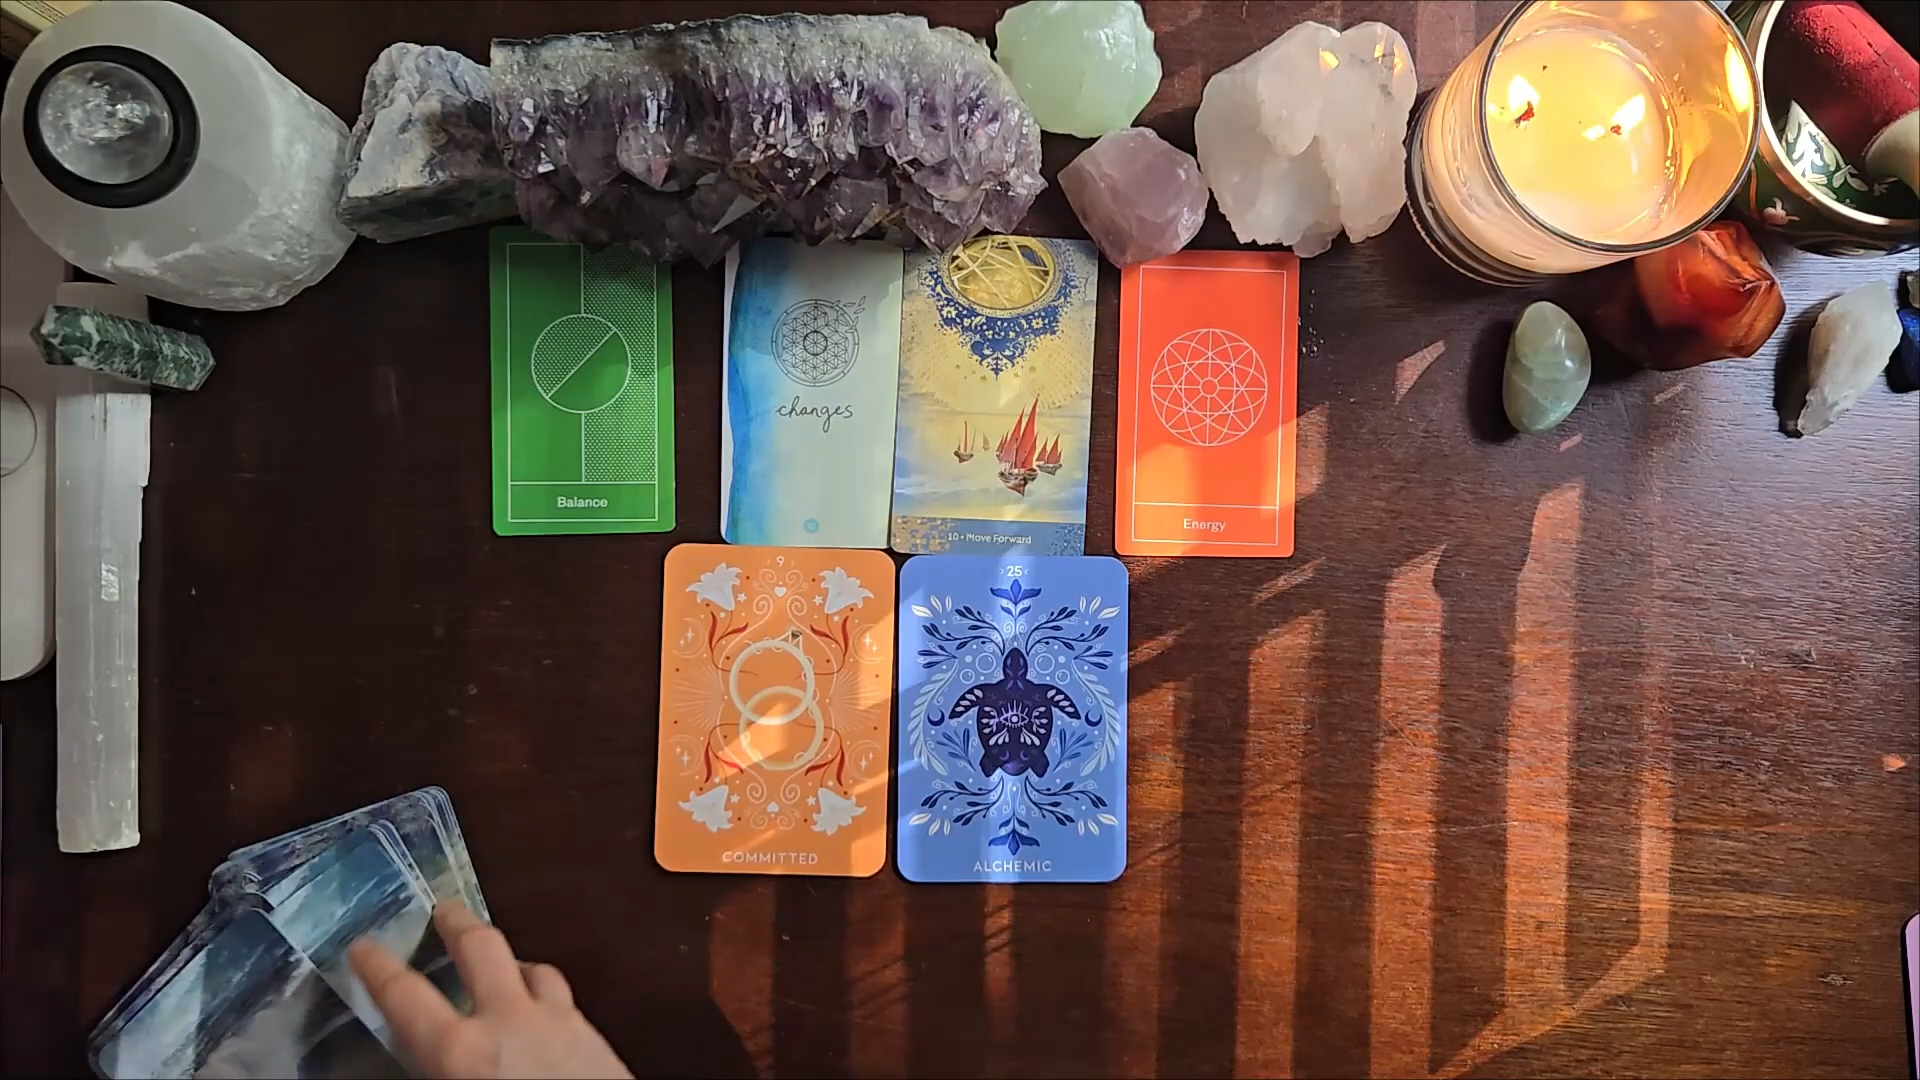 Balance
changes
10 • Move Forward
Energy
9
COMMITTED
25
ALCHEMIC